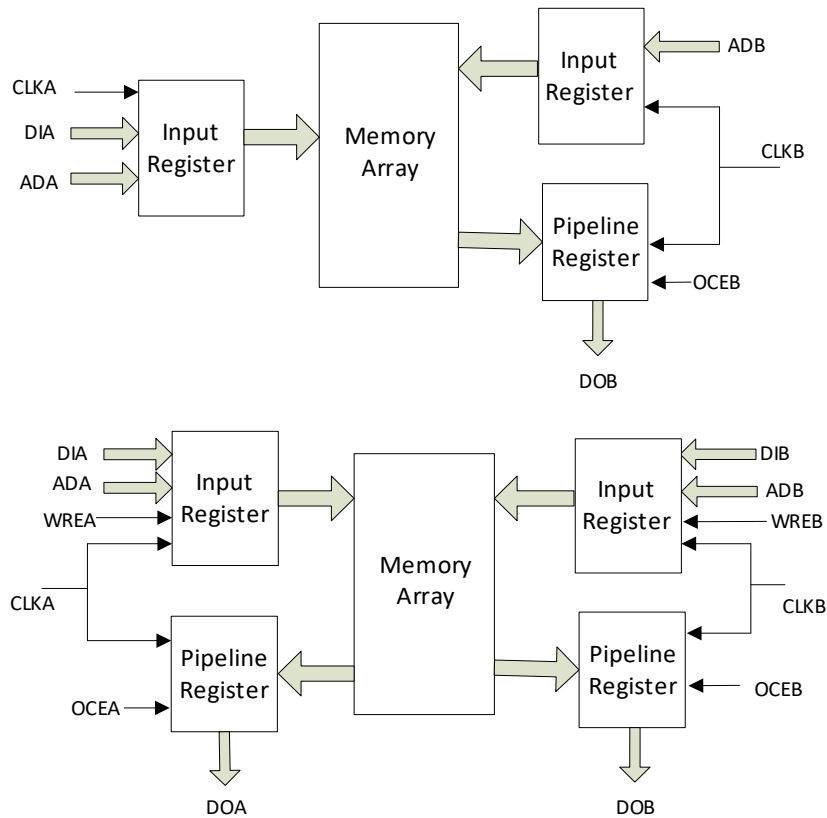 ADB
Input
Register
CLKA
DIA
ADA
Input
Register
Memory
Array
CLKB
Pipeline
Register
OCEB
DOB
DIA
ADA
WREA
CLKA
Input
Register
Memory
Array
Input
Register
DIB
ADB
WREB
CLKB
Pipeline
Register
OCEA
DOA
Pipeline
Register
OCEB
DOB